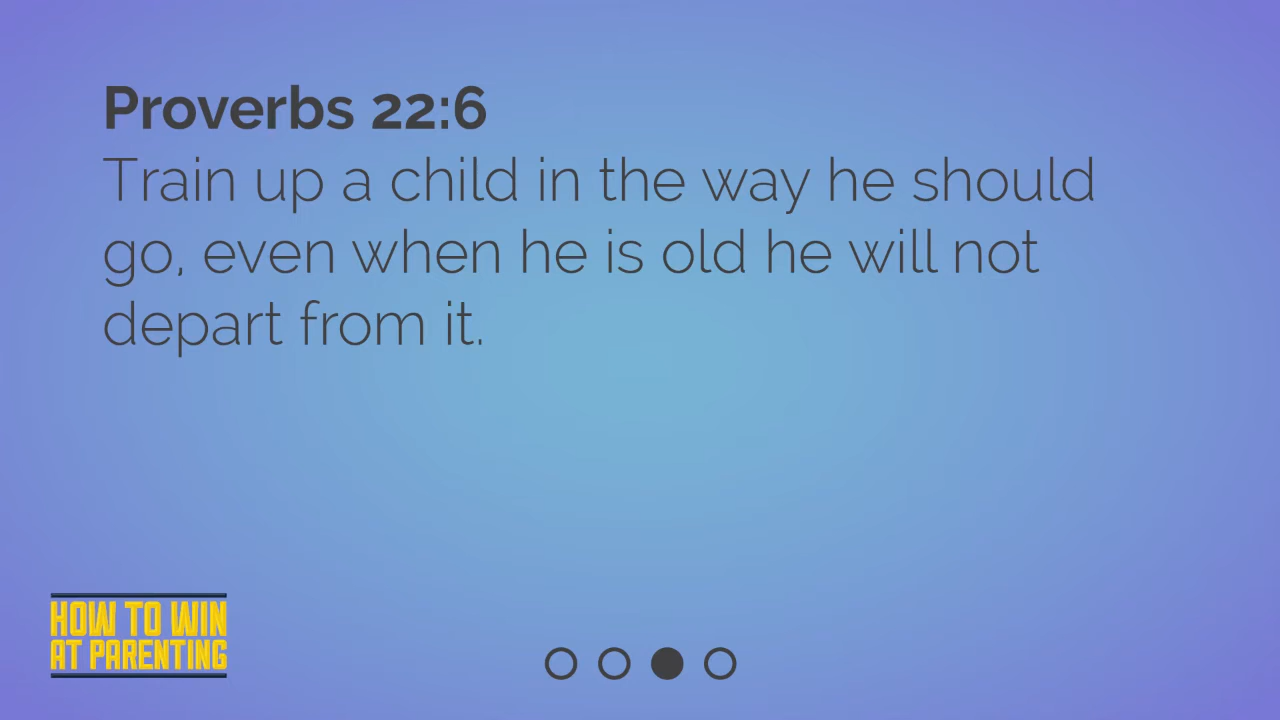 Proverbs 22:6
Train up a child in the way he should
go, even when he is old he will not
depart from it.
HOW TO WIN
AT PARENTING